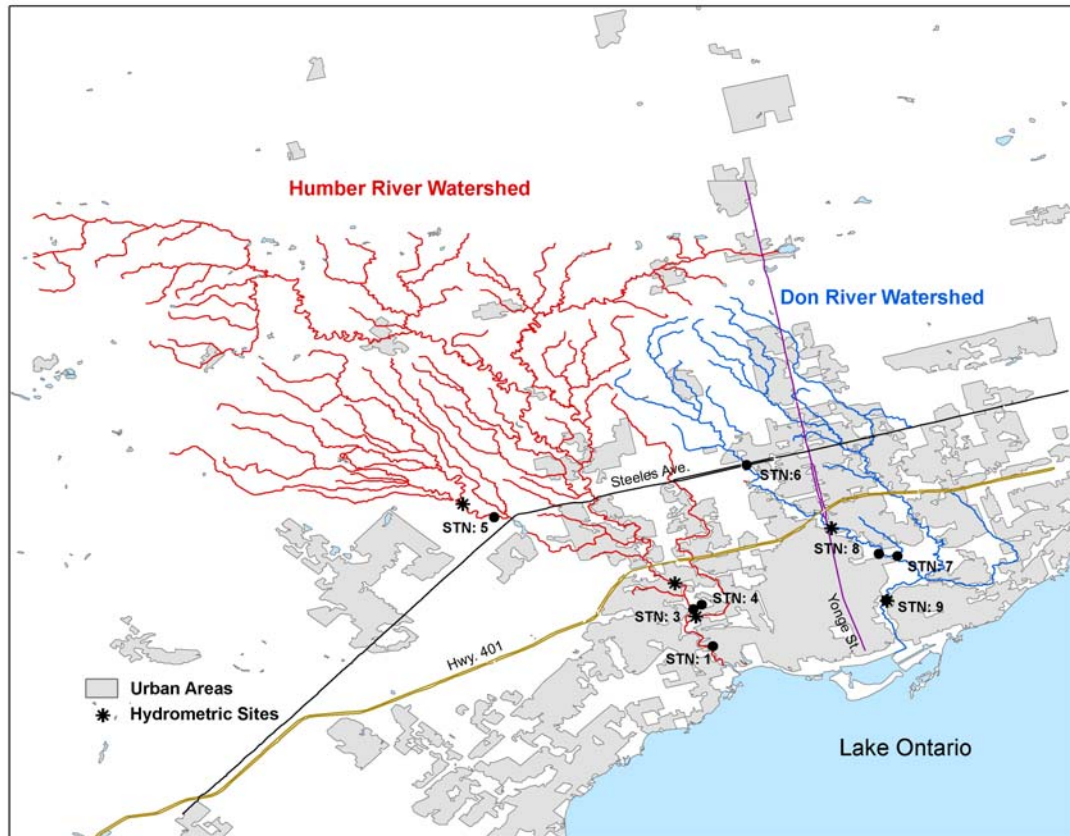 Humber River Watershed
Don River Watershed
Steeles Ave.
STN:6
STN: 5
STN: 8
STN: 7
STN: 4
STN: 3
STN: 9
Yonge St.
STN: 1
Hwy. 401
Urban Areas
Hydrometric Sites
Lake Ontario